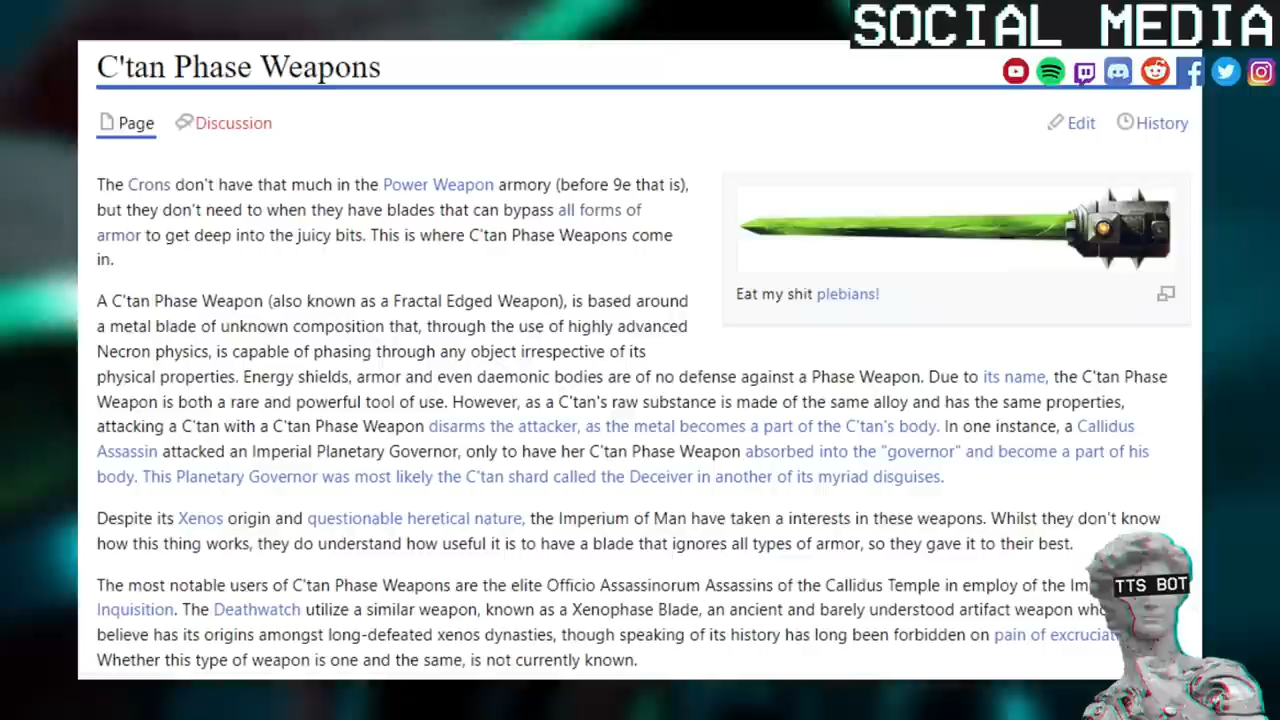 SOCIAL MEDIA
C'tan Phase Weapons
Page
Discussion
Edit
History
The Crons don't have that much in the Power Weapon armory (before 9e that is),
but they don't need to when they have blades that can bypass all forms of
armor to get deep into the juicy bits. This is where C'tan Phase Weapons come
in.
Eat my shit plebians!
A C'tan Phase Weapon (also known as a Fractal Edged Weapon), is based around
a metal blade of unknown composition that, through the use of highly advanced
Necron physics, is capable of phasing through any object irrespective of its
physical properties. Energy shields, armor and even daemonic bodies are of no defense against a Phase Weapon. Due to its name, the C'tan Phase
Weapon is both a rare and powerful tool of use. However, as a C'tan's raw substance is made of the same alloy and has the same properties,
attacking a C'tan with a C'tan Phase Weapon disarms the attacker, as the metal becomes a part of the C'tan's body. In one instance, a Callidus
Assassin attacked an Imperial Planetary Governor, only to have her C'tan Phase Weapon absorbed into the "governor" and become a part of his
body. This Planetary Governor was most likely the C'tan shard called the Deceiver in another of its myriad disguises.
Despite its Xenos origin and questionable heretical nature, the Imperium of Man have taken a interests in these weapons. Whilst they don't know
how this thing works, they do understand how useful it is to have a blade that ignores all types of armor, so they gave it to their best.
The most notable users of C'tan Phase Weapons are the elite Officio Assassinorum Assassins of the Callidus Temple in employ of the
Inquisition. The Deathwatch utilize a similar weapon, known as a Xenophase Blade, an ancient and barely understood artifact weapon
believe has its origins amongst long-defeated xenos dynasties, though speaking of its history has long been forbidden on pain of
Whether this type of weapon is one and the same, is not currently known.
TTS BOT